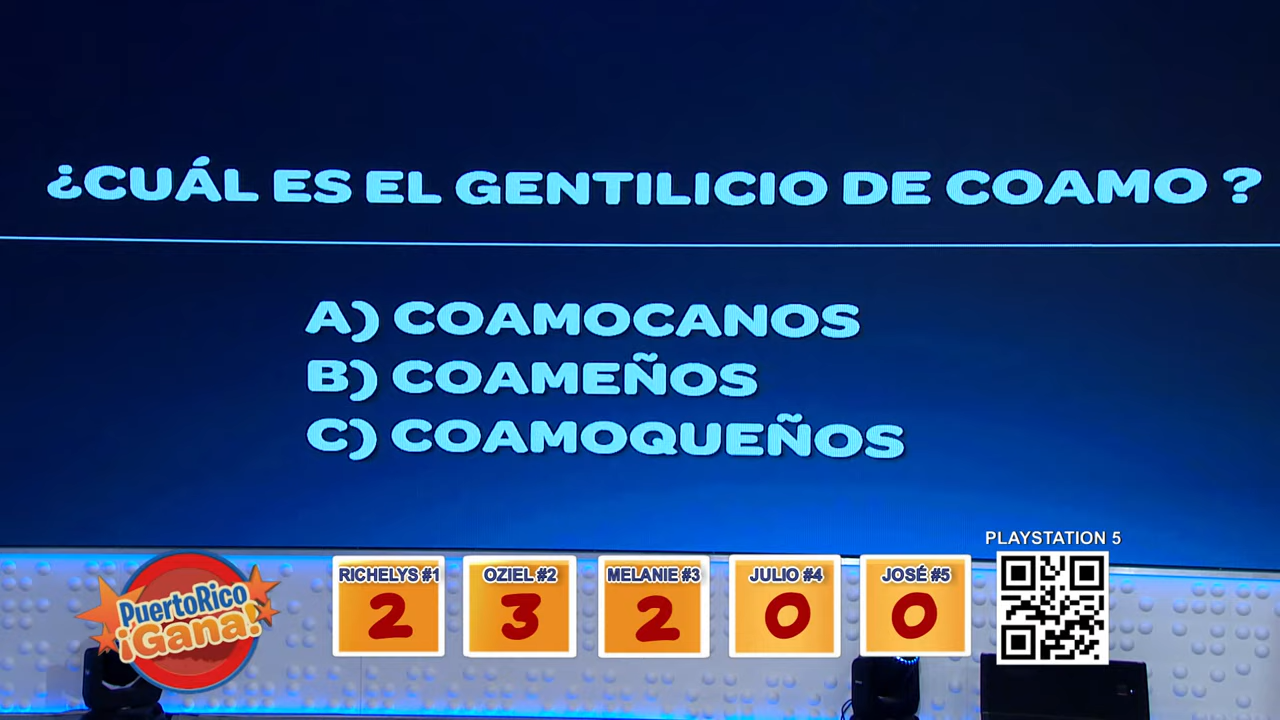 ¿CUÁL ES EL GENTILICIO DE COAMO ?
A) COAMOCANOS
B) COAMEÑOS
C) COAMOQUEÑOS
PLAYSTATION 5
PuertoRico
¡Gana!
RICHELYS #1
2
OZIEL #2
3
MELANIE #3
2
JULIO #4
0
JOSÉ #5
0